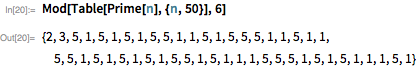 In[20]:= Mod[Table[Prime[n], {n, 50}], 6]
Out[20]= {2, 3, 5, 1, 5, 1, 5, 1, 5, 5, 1, 1, 5, 1, 5, 5, 5, 1, 1, 5, 1, 1,
5, 5, 1, 5, 1, 5, 1, 5, 1, 5, 5, 1, 5, 1, 1, 1, 5, 5, 5, 1, 5, 1, 5, 1, 1, 1, 5, 1}